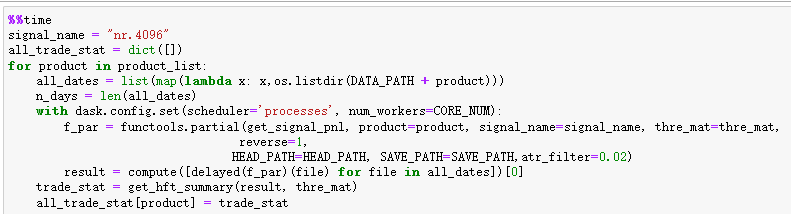 %%time
signal_name = "nr.4096"
all_trade_stat = dict([])
for product in product_list:
    all_dates = list(map(lambda x: x,os.listdir(DATA_PATH + product)))
    n_days = len(all_dates)
    with dask.config.set(scheduler='processes', num_workers=CORE_NUM):
        f_par = functools.partial(get_signal_pnl, product=product, signal_name=signal_name, thre_mat=thre_mat,
                                  reverse=1,
                                 HEAD_PATH=HEAD_PATH, SAVE_PATH=SAVE_PATH,atr_filter=0.02)
        result = compute([delayed(f_par)(file) for file in all_dates])[0]
    trade_stat = get_hft_summary(result, thre_mat)
    all_trade_stat[product] = trade_stat